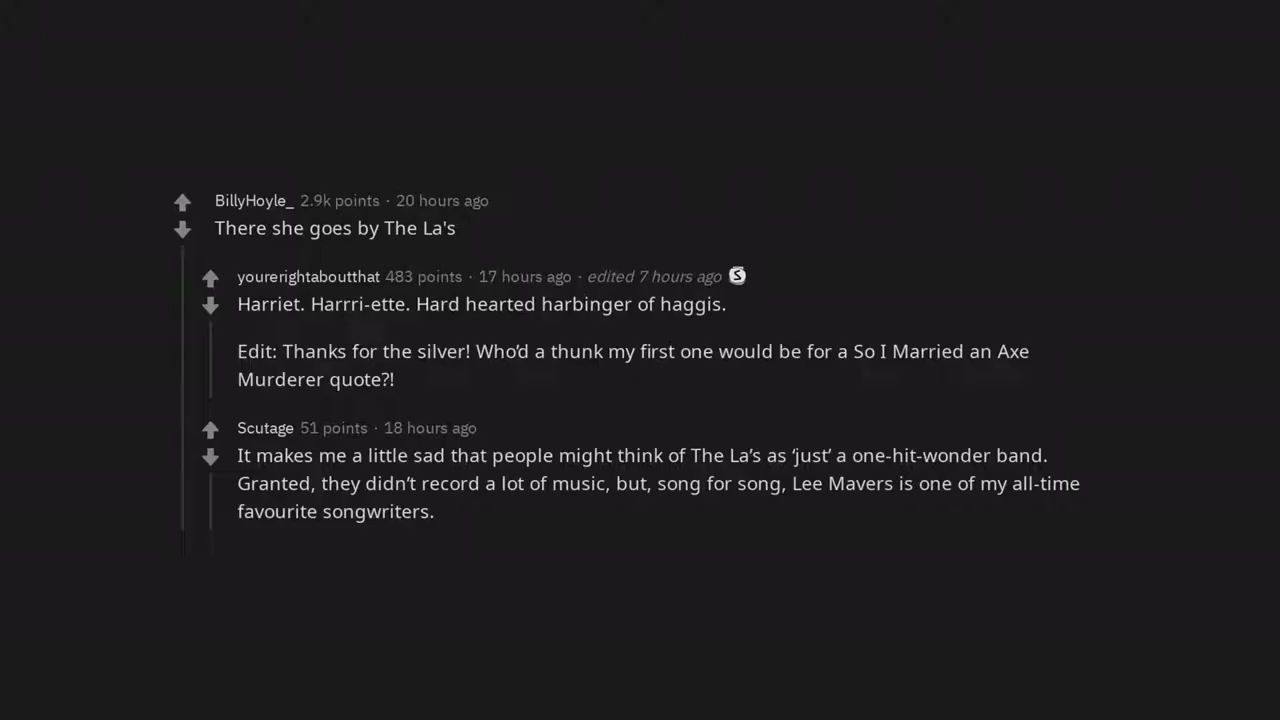 BillyHoyle_ 2.9k points · 20 hours ago
There she goes by The La's
yourerightaboutthat 483 points · 17 hours ago · edited 7 hours ago S
Harriet. Harrri-ette. Hard hearted harbinger of haggis.
Edit: Thanks for the silver! Who’d a thunk my first one would be for a So I Married an Axe
Murderer quote?!
Scutage 51 points · 18 hours ago
It makes me a little sad that people might think of The La’s as ‘just’ a one-hit-wonder band.
Granted, they didn’t record a lot of music, but, song for song, Lee Mavers is one of my all-time
favourite songwriters.